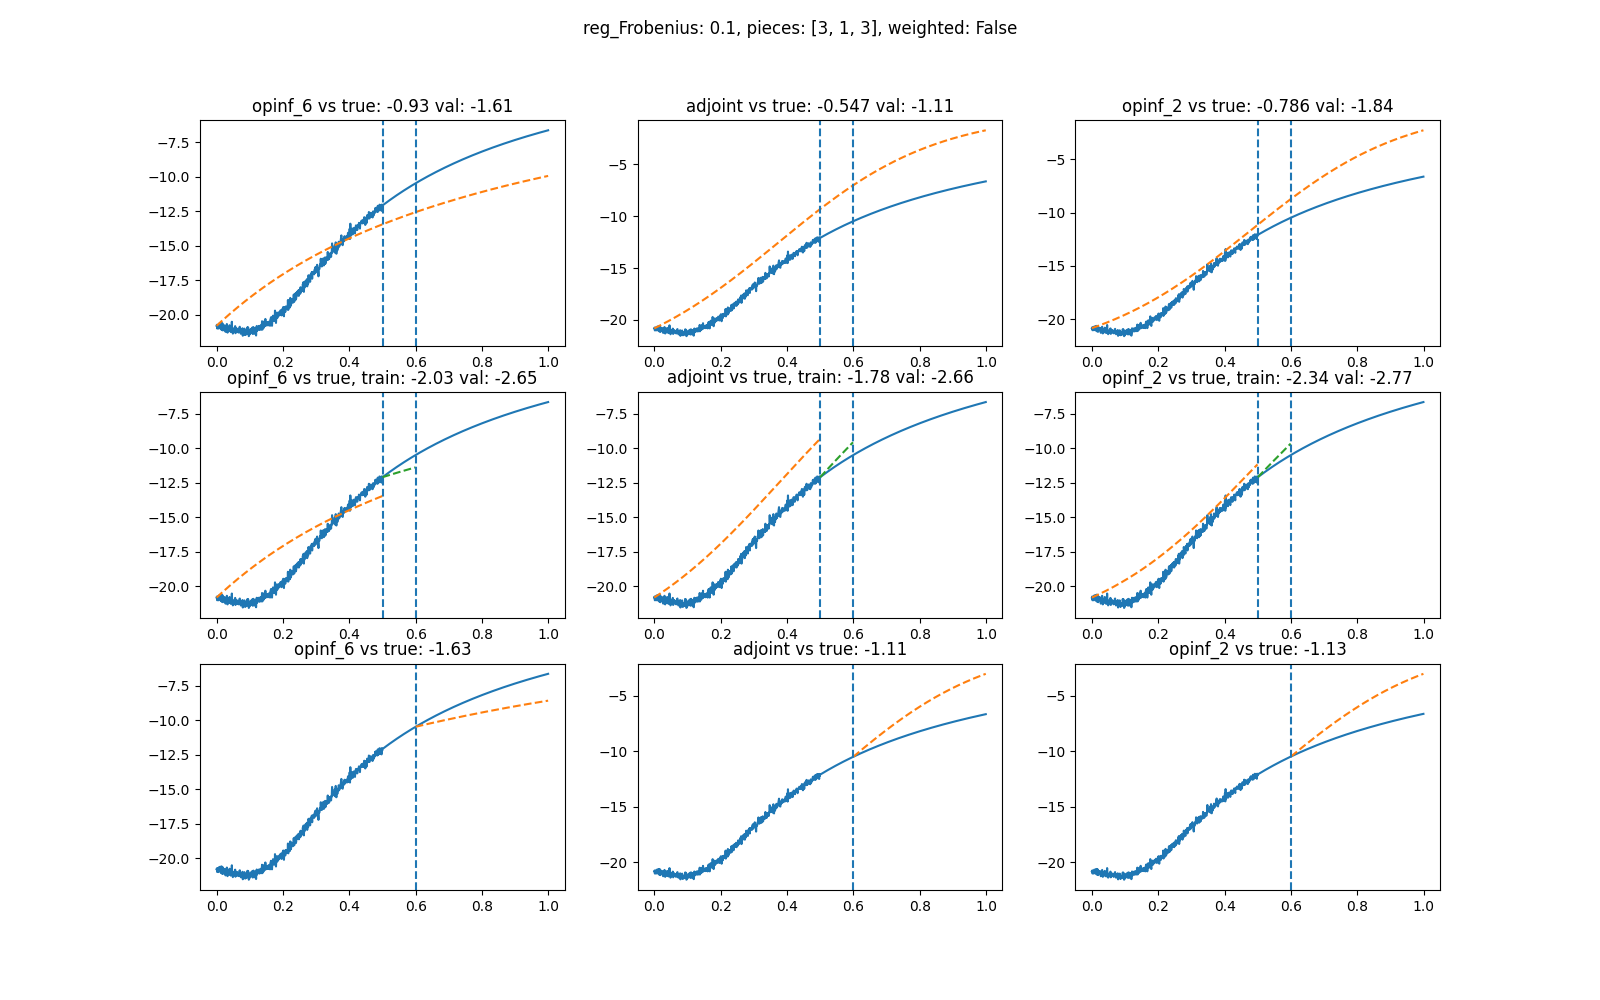 reg_Frobenius: 0.1, pieces: [3, 1, 3], weighted: False
opinf_6 vs true: -0.93 val: -1.61
adjoint vs true: -0.547 val: -1.11
opinf_2 vs true: -0.786 val: -1.84
−7.5
−10.0
−12.5
−15.0
−17.5
−20.0
0.0 0.2 0.4 0.6 0.8 1.0
−5
−10
−15
−20
0.0 0.2 0.4 0.6 0.8 1.0
−5
−10
−15
−20
0.0 0.2 0.4 0.6 0.8 1.0
opinf_6 vs true, train: -2.03 val: -2.65
adjoint vs true, train: -1.78 val: -2.66
opinf_2 vs true, train: -2.34 val: -2.77
−7.5
−10.0
−12.5
−15.0
−17.5
−20.0
0.0 0.2 0.4 0.6 0.8 1.0
−7.5
−10.0
−12.5
−15.0
−17.5
−20.0
0.0 0.2 0.4 0.6 0.8 1.0
−7.5
−10.0
−12.5
−15.0
−17.5
−20.0
0.0 0.2 0.4 0.6 0.8 1.0
opinf_6 vs true: -1.63
adjoint vs true: -1.11
opinf_2 vs true: -1.13
−7.5
−10.0
−12.5
−15.0
−17.5
−20.0
0.0 0.2 0.4 0.6 0.8 1.0
−5
−10
−15
−20
0.0 0.2 0.4 0.6 0.8 1.0
−5
−10
−15
−20
0.0 0.2 0.4 0.6 0.8 1.0